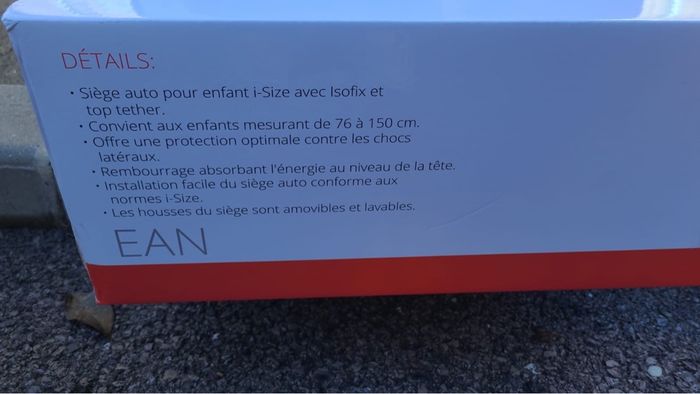 DÉTAILS:
• Siège auto pour enfant i-Size avec Isofix et
top tether.
• Convient aux enfants mesurant de 76 à 150 cm.
• Offre une protection optimale contre les chocs
latéraux.
• Rembourrage absorbant l'énergie au niveau de la tête.
• Installation facile du siège auto conforme aux
normes i-Size.
• Les housses du siège sont amovibles et lavables.
EAN